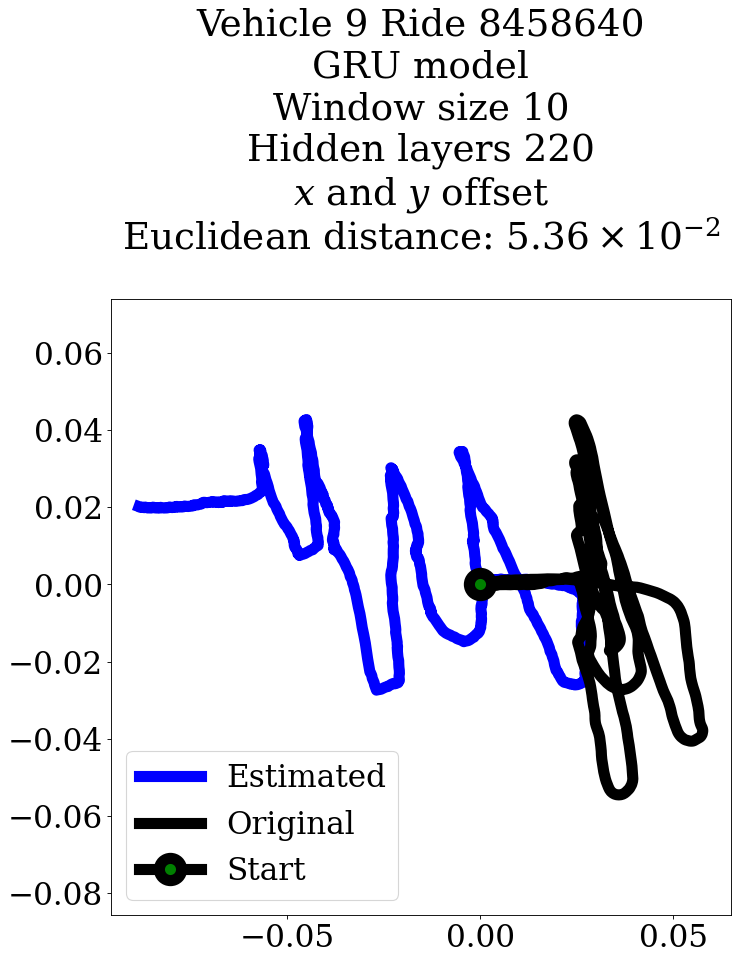 Vehicle 9 Ride 8458640
GRU model
Window size 10
Hidden layers 220
x and y offset
Euclidean distance: 5.36 × 10⁻²
0.06
0.04
0.02
0.00
−0.02
−0.04
−0.06
−0.08
Estimated
Original
Start
−0.05
0.00
0.05